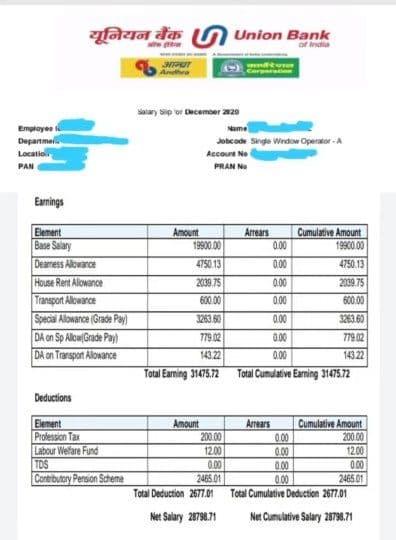 यूनियन बैंक Union Bank
of India
आन्ध्रा
Andhra
Corporation
Salary Slip for December 2020
Name
Jobcode Single Window Operator - A
Location
Account No
PAN
PRAN No
Earnings
Element Amount Arrears Cumulative Amount
Base Salary 19900.00 0.00 19900.00
Dearness Allowance 4750.13 0.00 4750.13
House Rent Allowance 2039.75 0.00 2039.75
Transport Allowance 600.00 0.00 600.00
Special Allowance (Grade Pay) 3263.60 0.00 3263.60
DA on Sp Allow(Grade Pay) 779.02 0.00 779.02
DA on Transport Allowance 143.22 0.00 143.22
Total Earning 31475.72 Total Cumulative Earning 31475.72
Deductions
Element Amount Arrears Cumulative Amount
Profession Tax 200.00 0.00 200.00
Labour Welfare Fund 12.00 0.00 12.00
TDS 0.00 0.00 0.00
Contributory Pension Scheme 2465.01 0.00 2465.01
Total Deduction 2677.01 Total Cumulative Deduction 2677.01
Net Salary 28798.71 Net Cumulative Salary 28798.71